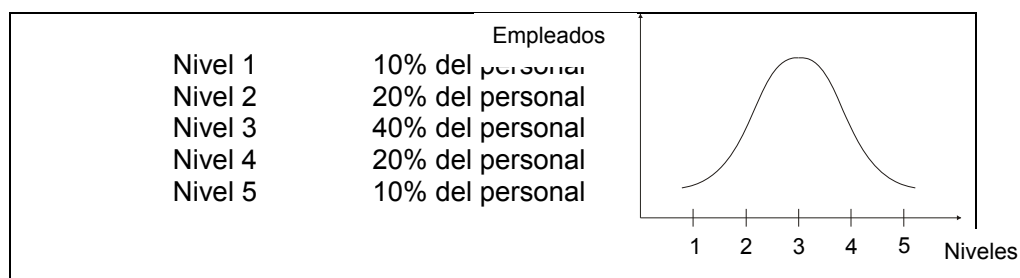 Empleados
Nivel 1 10% del personal
Nivel 2 20% del personal
Nivel 3 40% del personal
Nivel 4 20% del personal
Nivel 5 10% del personal
1 2 3 4 5
Niveles